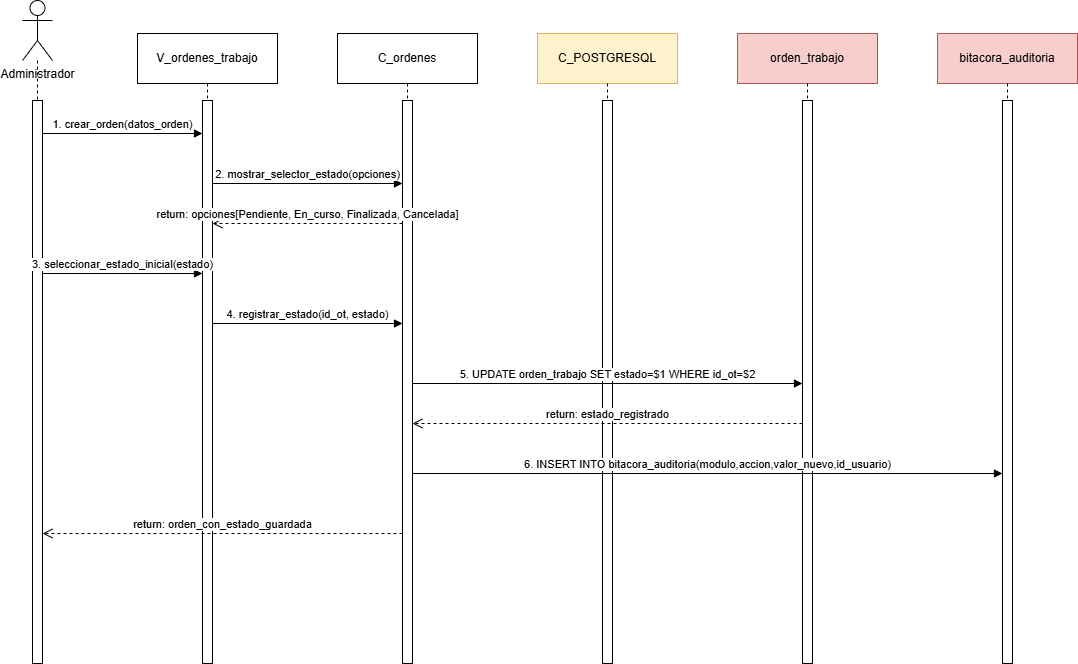 Administrador
V_ordenes_trabajo
C_ordenes
C_POSTGRESQL
orden_trabajo
bitacora_auditoria
1. crear_orden(datos_orden)
2. mostrar_selector_estado(opciones)
return: opciones[Pendiente, En_curso, Finalizada, Cancelada]
3. seleccionar_estado_inicial(estado)
4. registrar_estado(id_ot, estado)
5. UPDATE orden_trabajo SET estado=$1 WHERE id_ot=$2
return: estado_registrado
6. INSERT INTO bitacora_auditoria(modulo,accion,valor_nuevo,id_usuario)
return: orden_con_estado_guardada